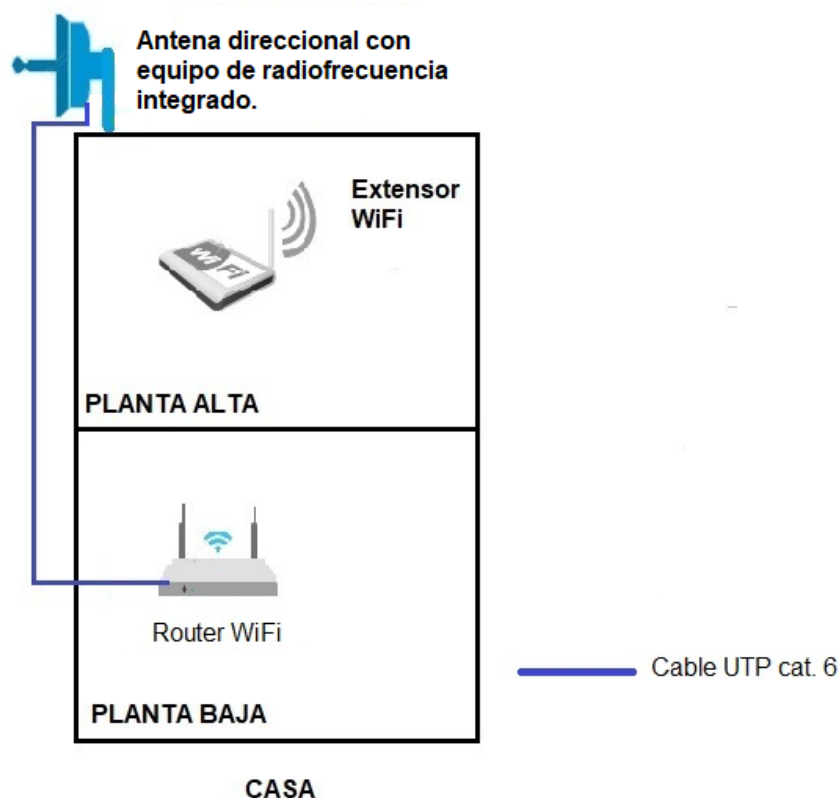 Antena direccional con
equipo de radiofrecuencia
integrado.
Extensor
WiFi
WiFi
PLANTA ALTA
Router WiFi
Cable UTP cat. 6
PLANTA BAJA
CASA